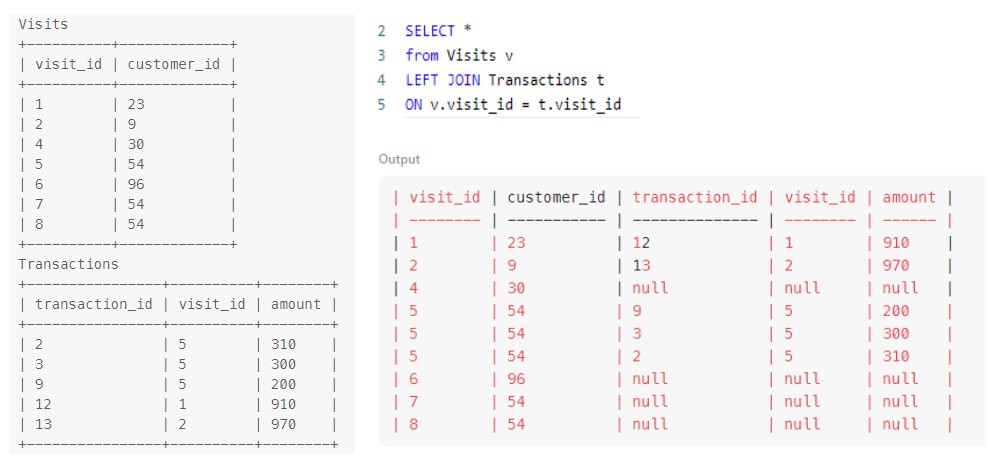 Visits
+----------+-------------+
| visit_id | customer_id |
+----------+-------------+
| 1 | 23 |
| 2 | 9 |
| 4 | 30 |
| 5 | 54 |
| 6 | 96 |
| 7 | 54 |
| 8 | 54 |
+----------+-------------+
Transactions
+----------------+----------+--------+
| transaction_id | visit_id | amount |
+----------------+----------+--------+
| 2 | 5 | 310 |
| 3 | 5 | 300 |
| 9 | 5 | 200 |
| 12 | 1 | 910 |
| 13 | 2 | 970 |
+----------------+----------+--------+
2 SELECT *
3 from Visits v
4 LEFT JOIN Transactions t
5 ON v.visit_id = t.visit_id
Output
| visit_id | customer_id | transaction_id | visit_id | amount |
| -------- | ----------- | -------------- | -------- | ------ |
| 1 | 23 | 12 | 1 | 910 |
| 2 | 9 | 13 | 2 | 970 |
| 4 | 30 | null | null | null |
| 5 | 54 | 9 | 5 | 200 |
| 5 | 54 | 3 | 5 | 300 |
| 5 | 54 | 2 | 5 | 310 |
| 6 | 96 | null | null | null |
| 7 | 54 | null | null | null |
| 8 | 54 | null | null | null |